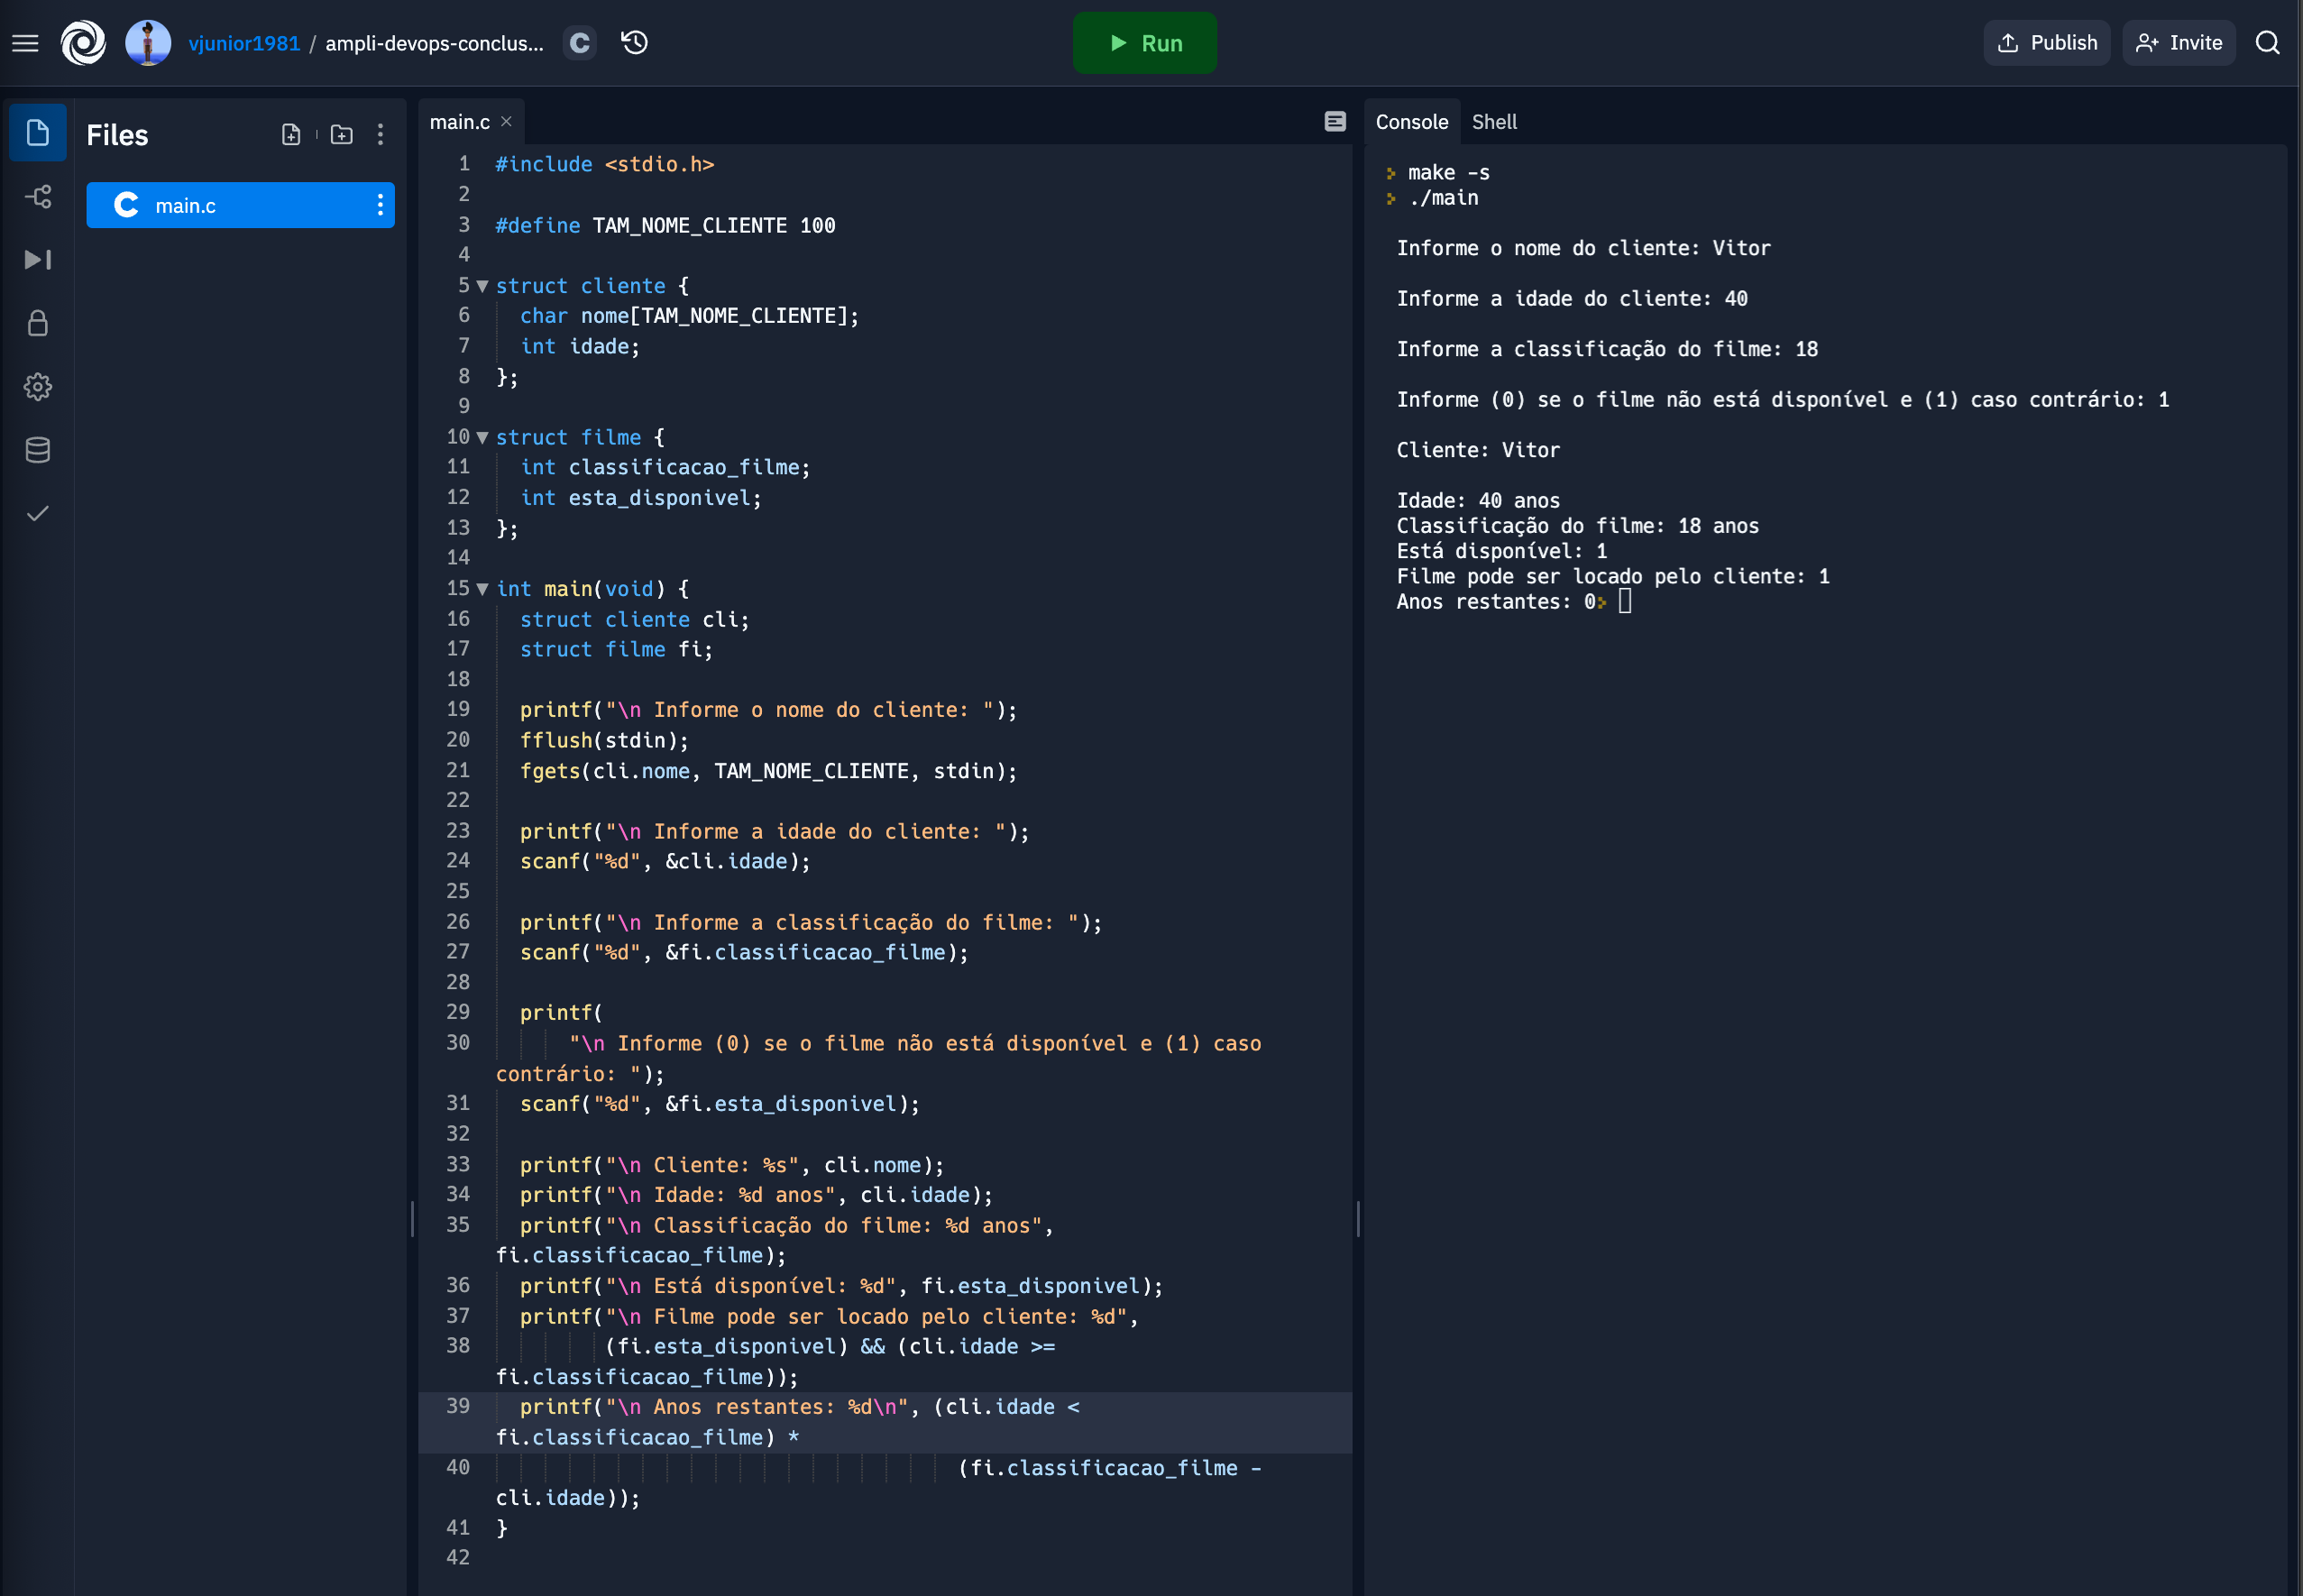 vjunior1981 / ampli-devops-conclus...
C
Run
Publish
Invite
Files
main.c
main.c
1 #include <stdio.h>
2
3 #define TAM_NOME_CLIENTE 100
4
5 struct cliente {
6 char nome[TAM_NOME_CLIENTE];
7 int idade;
8 };
9
10 struct filme {
11 int classificacao_filme;
12 int esta_disponivel;
13 };
14
15 int main(void) {
16 struct cliente cli;
17 struct filme fi;
18
19 printf("\n Informe o nome do cliente: ");
20 fflush(stdin);
21 fgets(cli.nome, TAM_NOME_CLIENTE, stdin);
22
23 printf("\n Informe a idade do cliente: ");
24 scanf("%d", &cli.idade);
25
26 printf("\n Informe a classificação do filme: ");
27 scanf("%d", &fi.classificacao_filme);
28
29 printf(
30 "\n Informe (0) se o filme não está disponível e (1) caso
contrário: ");
31 scanf("%d", &fi.esta_disponivel);
32
33 printf("\n Cliente: %s", cli.nome);
34 printf("\n Idade: %d anos", cli.idade);
35 printf("\n Classificação do filme: %d anos",
fi.classificacao_filme);
36 printf("\n Está disponível: %d", fi.esta_disponivel);
37 printf("\n Filme pode ser locado pelo cliente: %d",
38 (fi.esta_disponivel) && (cli.idade >=
fi.classificacao_filme));
39 printf("\n Anos restantes: %d\n", (cli.idade <
fi.classificacao_filme) *
40 (fi.classificacao_filme -
cli.idade));
41 }
42
Console
Shell
make -s
./main
Informe o nome do cliente: Vitor
Informe a idade do cliente: 40
Informe a classificação do filme: 18
Informe (0) se o filme não está disponível e (1) caso contrário: 1
Cliente: Vitor
Idade: 40 anos
Classificação do filme: 18 anos
Está disponível: 1
Filme pode ser locado pelo cliente: 1
Anos restantes: 0